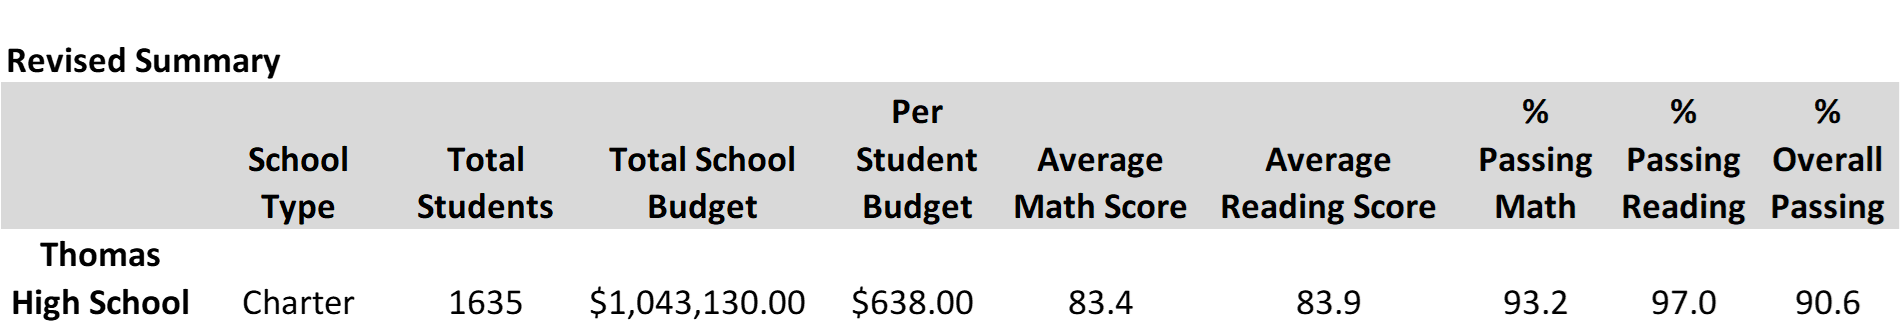 Revised Summary
Per % % %
School Total Total School Student Average Average Passing Passing Overall
Type Students Budget Budget Math Score Reading Score Math Reading Passing
Thomas
High School Charter 1635 $1,043,130.00 $638.00 83.4 83.9 93.2 97.0 90.6